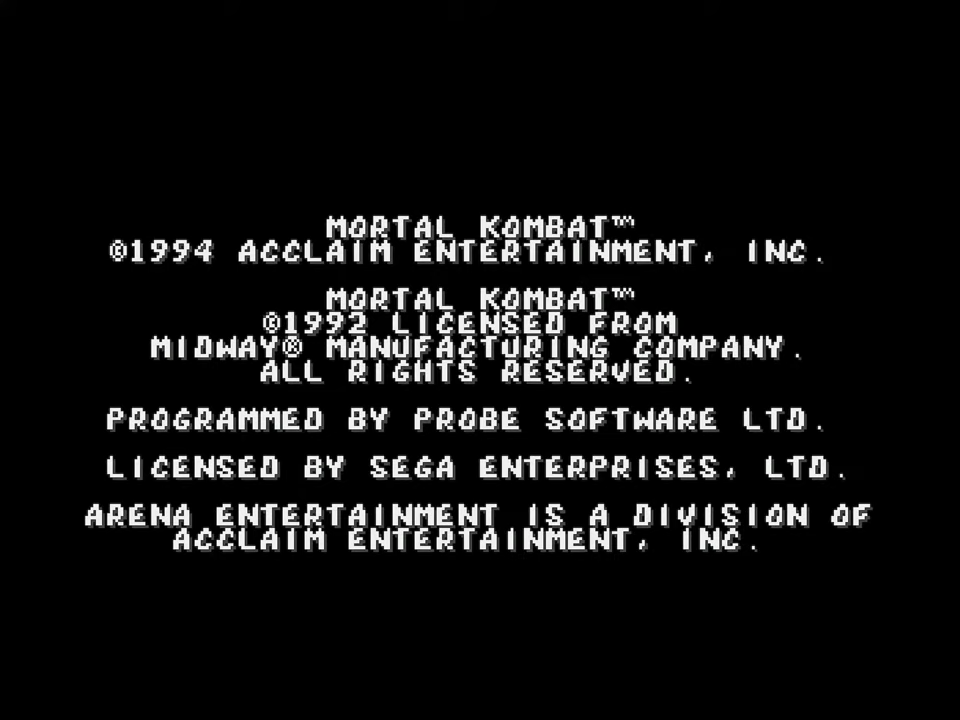 MORTAL KOMBAT™
©1994 ACCLAIM ENTERTAINMENT, INC.
MORTAL KOMBAT™
©1992 LICENSED FROM
MIDWAY® MANUFACTURING COMPANY.
ALL RIGHTS RESERVED.
PROGRAMMED BY PROBE SOFTWARE LTD.
LICENSED BY SEGA ENTERPRISES, LTD.
ARENA ENTERTAINMENT IS A DIVISION OF
ACCLAIM ENTERTAINMENT, INC.